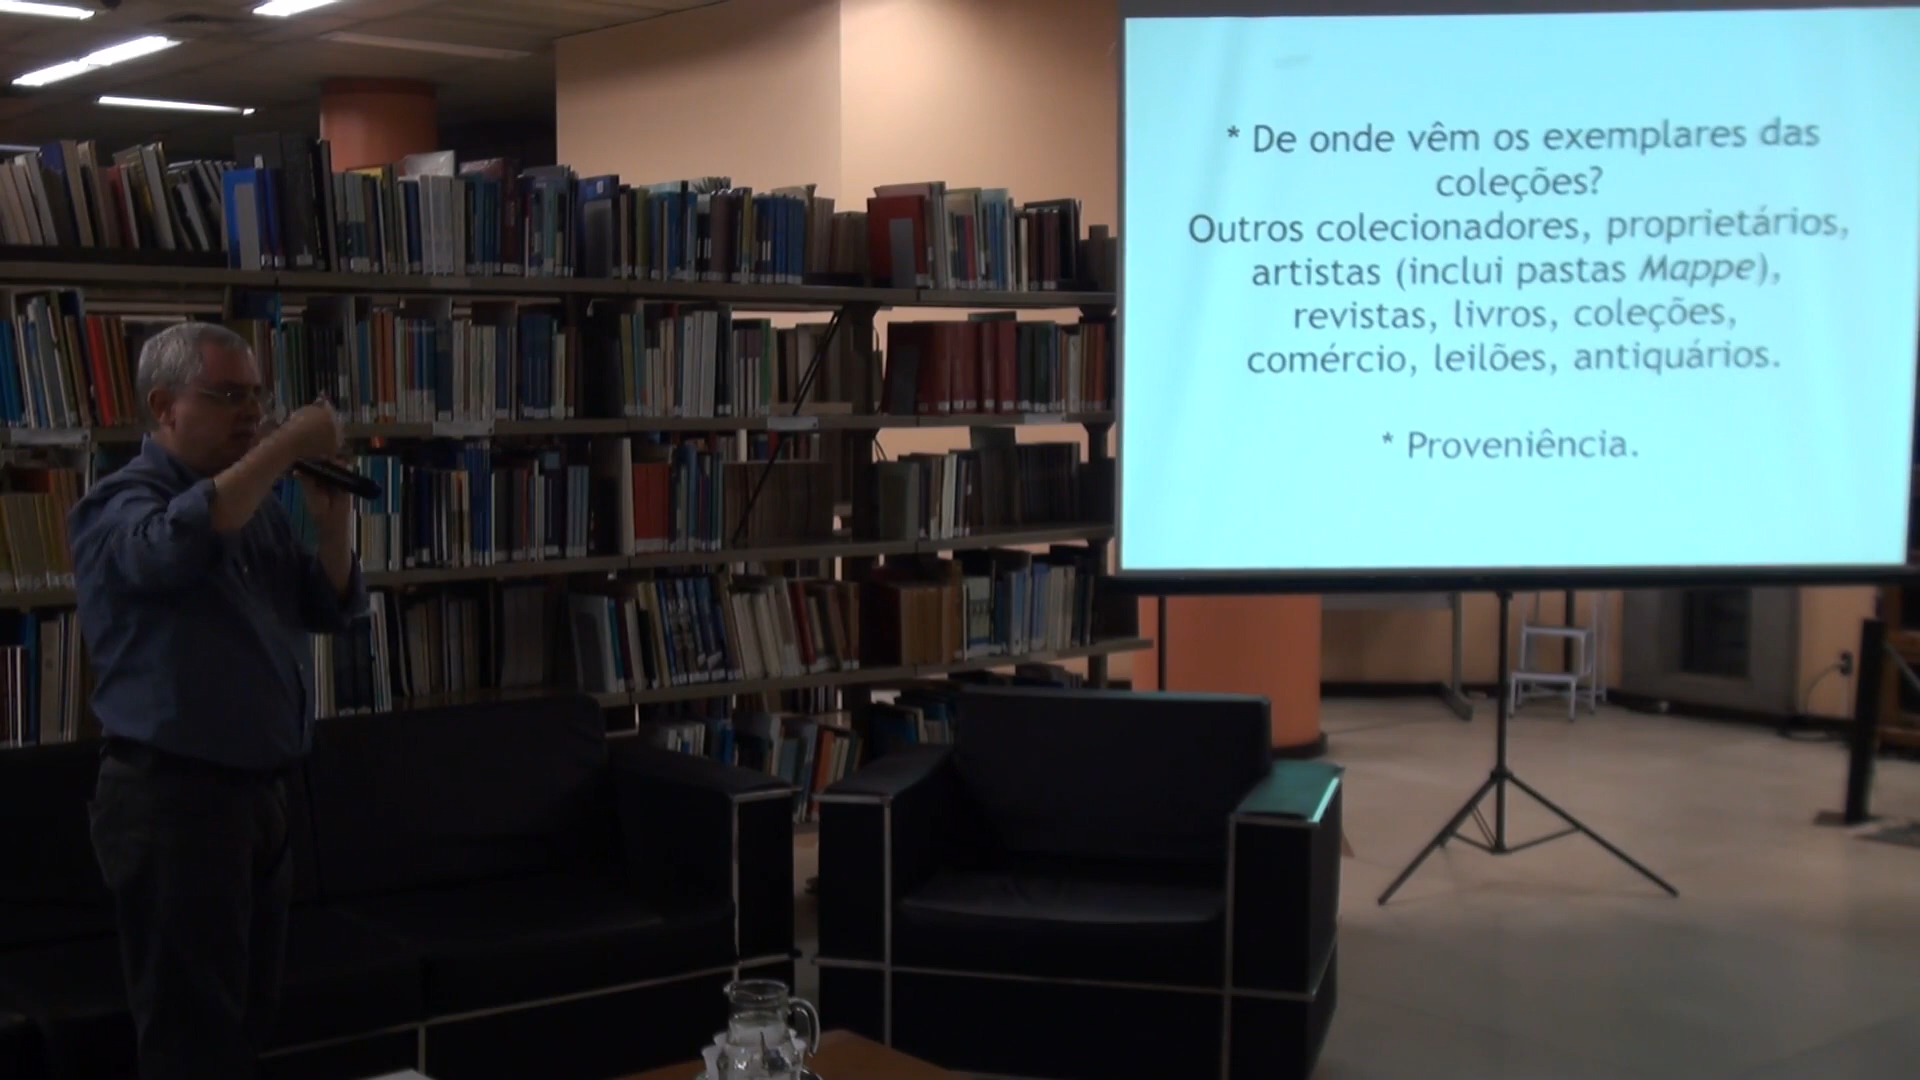 * De onde vêm os exemplares das
coleções?
Outros colecionadores, proprietários,
artistas (inclui pastas Mappe),
revistas, livros, coleções,
comércio, leilões, antiquários.
* Proveniência.